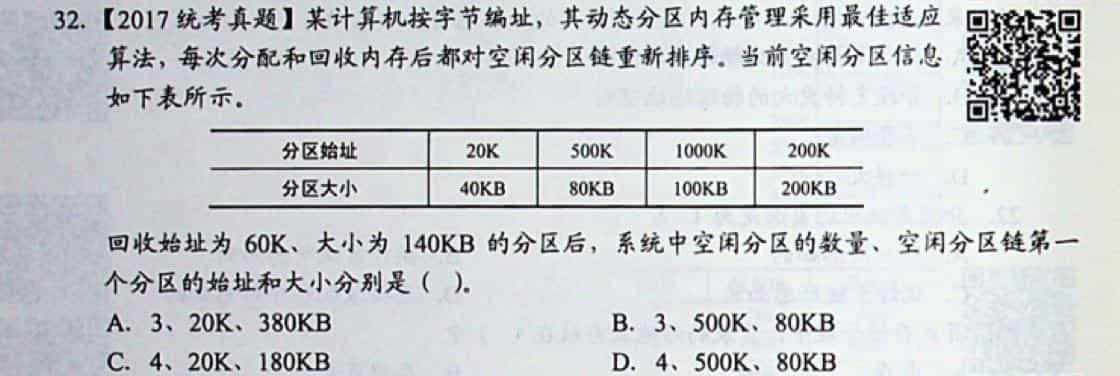 32.【2017 统考真题】某计算机按字节编址，其动态分区内存管理采用最佳适应
算法，每次分配和回收内存后都对空闲分区链重新排序。当前空闲分区信息
如下表所示。
分区始址 20K 500K 1000K 200K
分区大小 40KB 80KB 100KB 200KB
回收始址为 60K、大小为 140KB 的分区后，系统中空闲分区的数量、空闲分区链第一
个分区的始址和大小分别是（ ）。
A. 3、20K、380KB B. 3、500K、80KB
C. 4、20K、180KB D. 4、500K、80KB